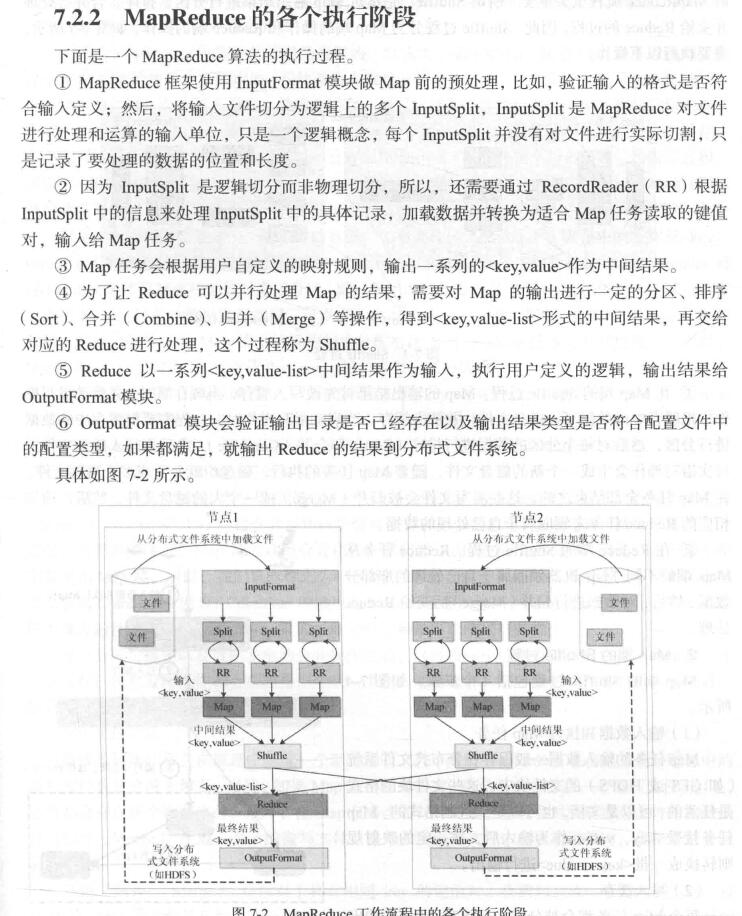 7.2.2 MapReduce 的各个执行阶段
下面是一个 MapReduce 算法的执行过程。
① MapReduce 框架使用 InputFormat 模块做 Map 前的预处理，比如，验证输入的格式是否符
合输入定义；然后，将输入文件切分为逻辑上的多个 InputSplit，InputSplit 是 MapReduce 对文件
进行处理和运算的输入单位，只是一个逻辑概念，每个 InputSplit 并没有对文件进行实际切割，只
是记录了要处理的数据的位置和长度。
② 因为 InputSplit 是逻辑切分而非物理切分，所以，还需要通过 RecordReader（RR）根据
InputSplit 中的信息来处理 InputSplit 中的具体记录，加载数据并转换为适合 Map 任务读取的键值
对，输入给 Map 任务。
③ Map 任务会根据用户自定义的映射规则，输出一系列的<key,value>作为中间结果。
④ 为了让 Reduce 可以并行处理 Map 的结果，需要对 Map 的输出进行一定的分区、排序
（Sort）、合并（Combine）、归并（Merge）等操作，得到<key,value-list>形式的中间结果，再交给
对应的 Reduce 进行处理，这个过程称为 Shuffle。
⑤ Reduce 以一系列<key,value-list>中间结果作为输入，执行用户定义的逻辑，输出结果给
OutputFormat 模块。
⑥ OutputFormat 模块会验证输出目录是否已经存在以及输出结果类型是否符合配置文件中
的配置类型，如果都满足，就输出 Reduce 的结果到分布式文件系统。
具体如图 7-2 所示。
节点1
从分布式文件系统中加载文件
InputFormat
文件
文件
Split Split Split
RR RR RR
输入
<key,value>
Map Map Map
中间结果
<key,value>
Shuffle
<key,value-list>
Reduce
最终结果
<key,value>
OutputFormat
写入分布
式文件系统
（如HDFS）
节点2
从分布式文件系统中加载文件
InputFormat
文件
文件
Split Split Split
RR RR RR
输入
<key,value>
Map Map Map
中间结果
<key,value>
Shuffle
<key,value-list>
Reduce
最终结果
<key,value>
OutputFormat
写入分布
式文件系统
（如HDFS）
图 7-2 MapReduce 工作流程中的各个执行阶段